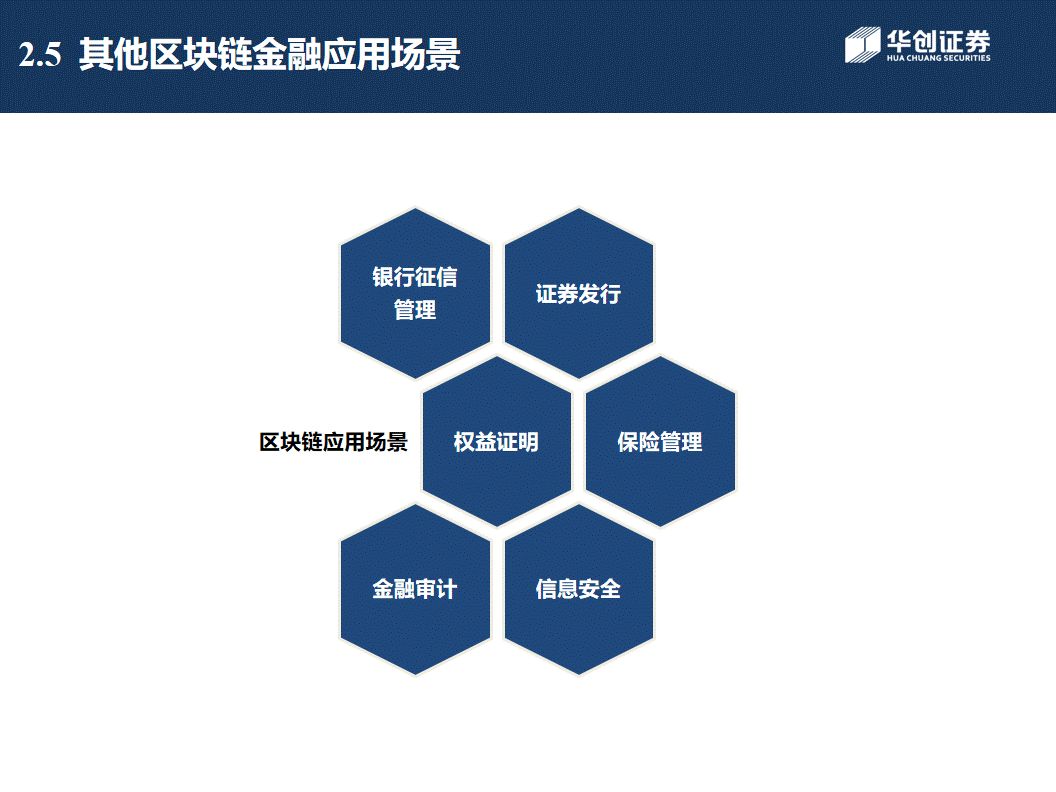 2.5 其他区块链金融应用场景
华创证券
HUA CHUANG SECURITIES
银行征信
管理
证券发行
区块链应用场景
权益证明
保险管理
金融审计
信息安全